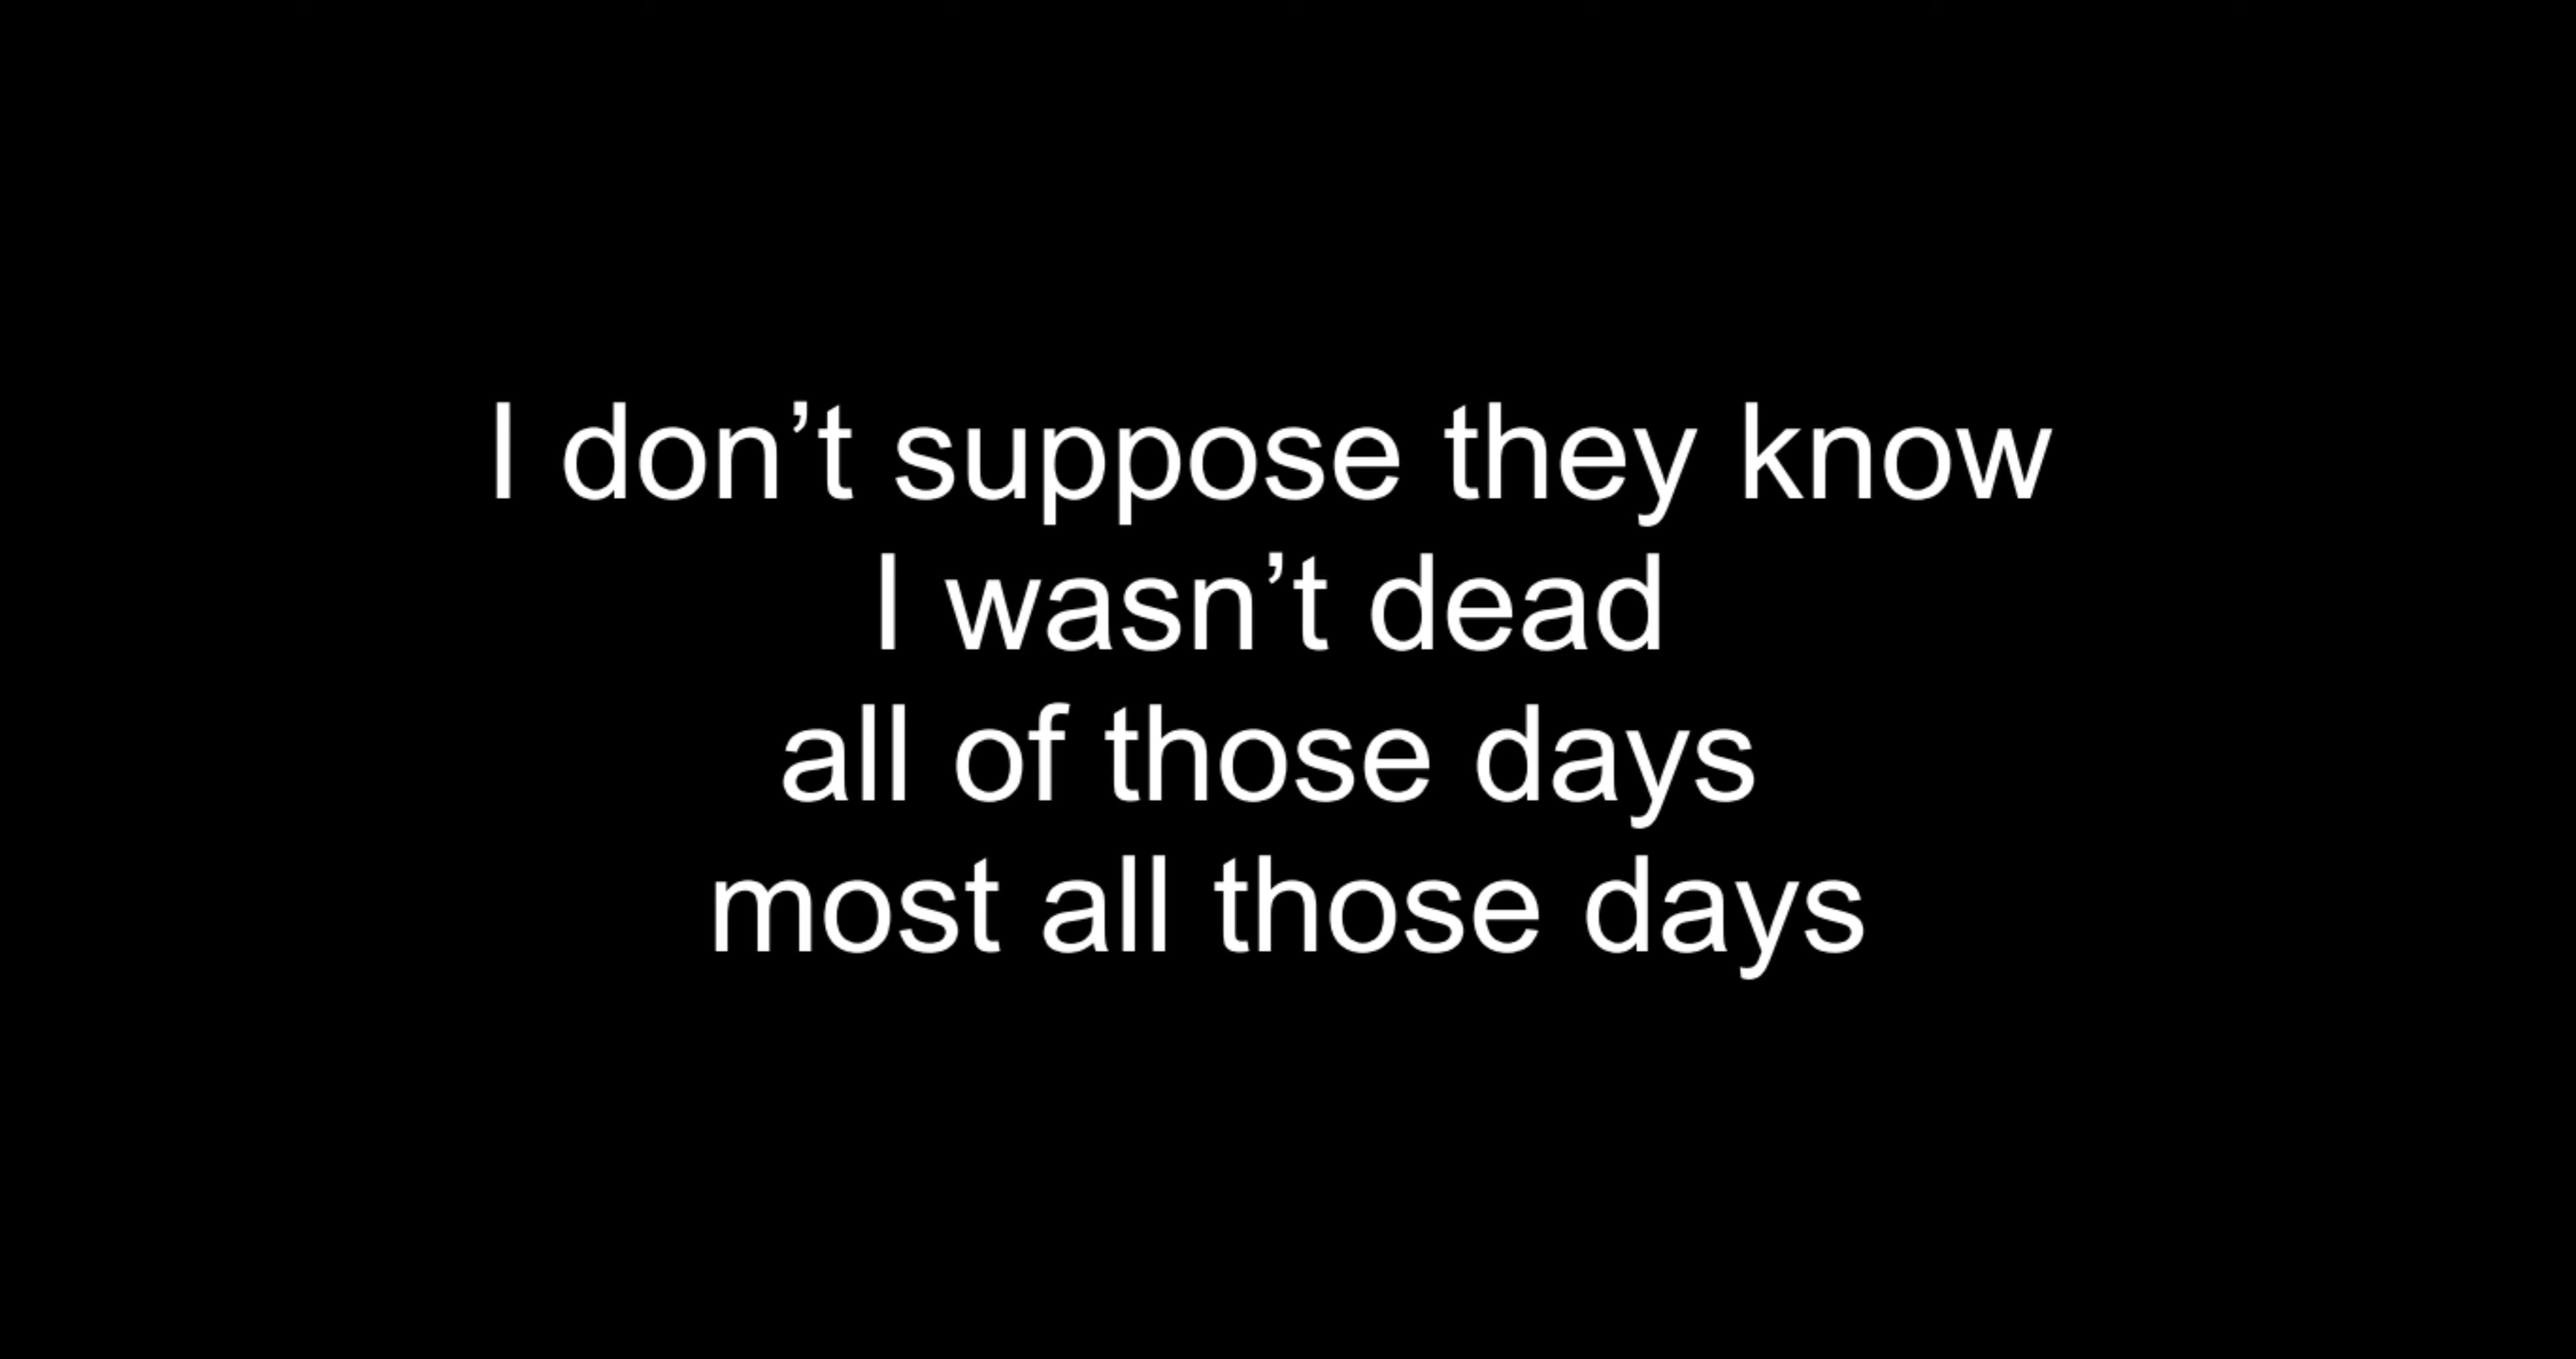 I don’t suppose they know
I wasn’t dead
all of those days
most all those days